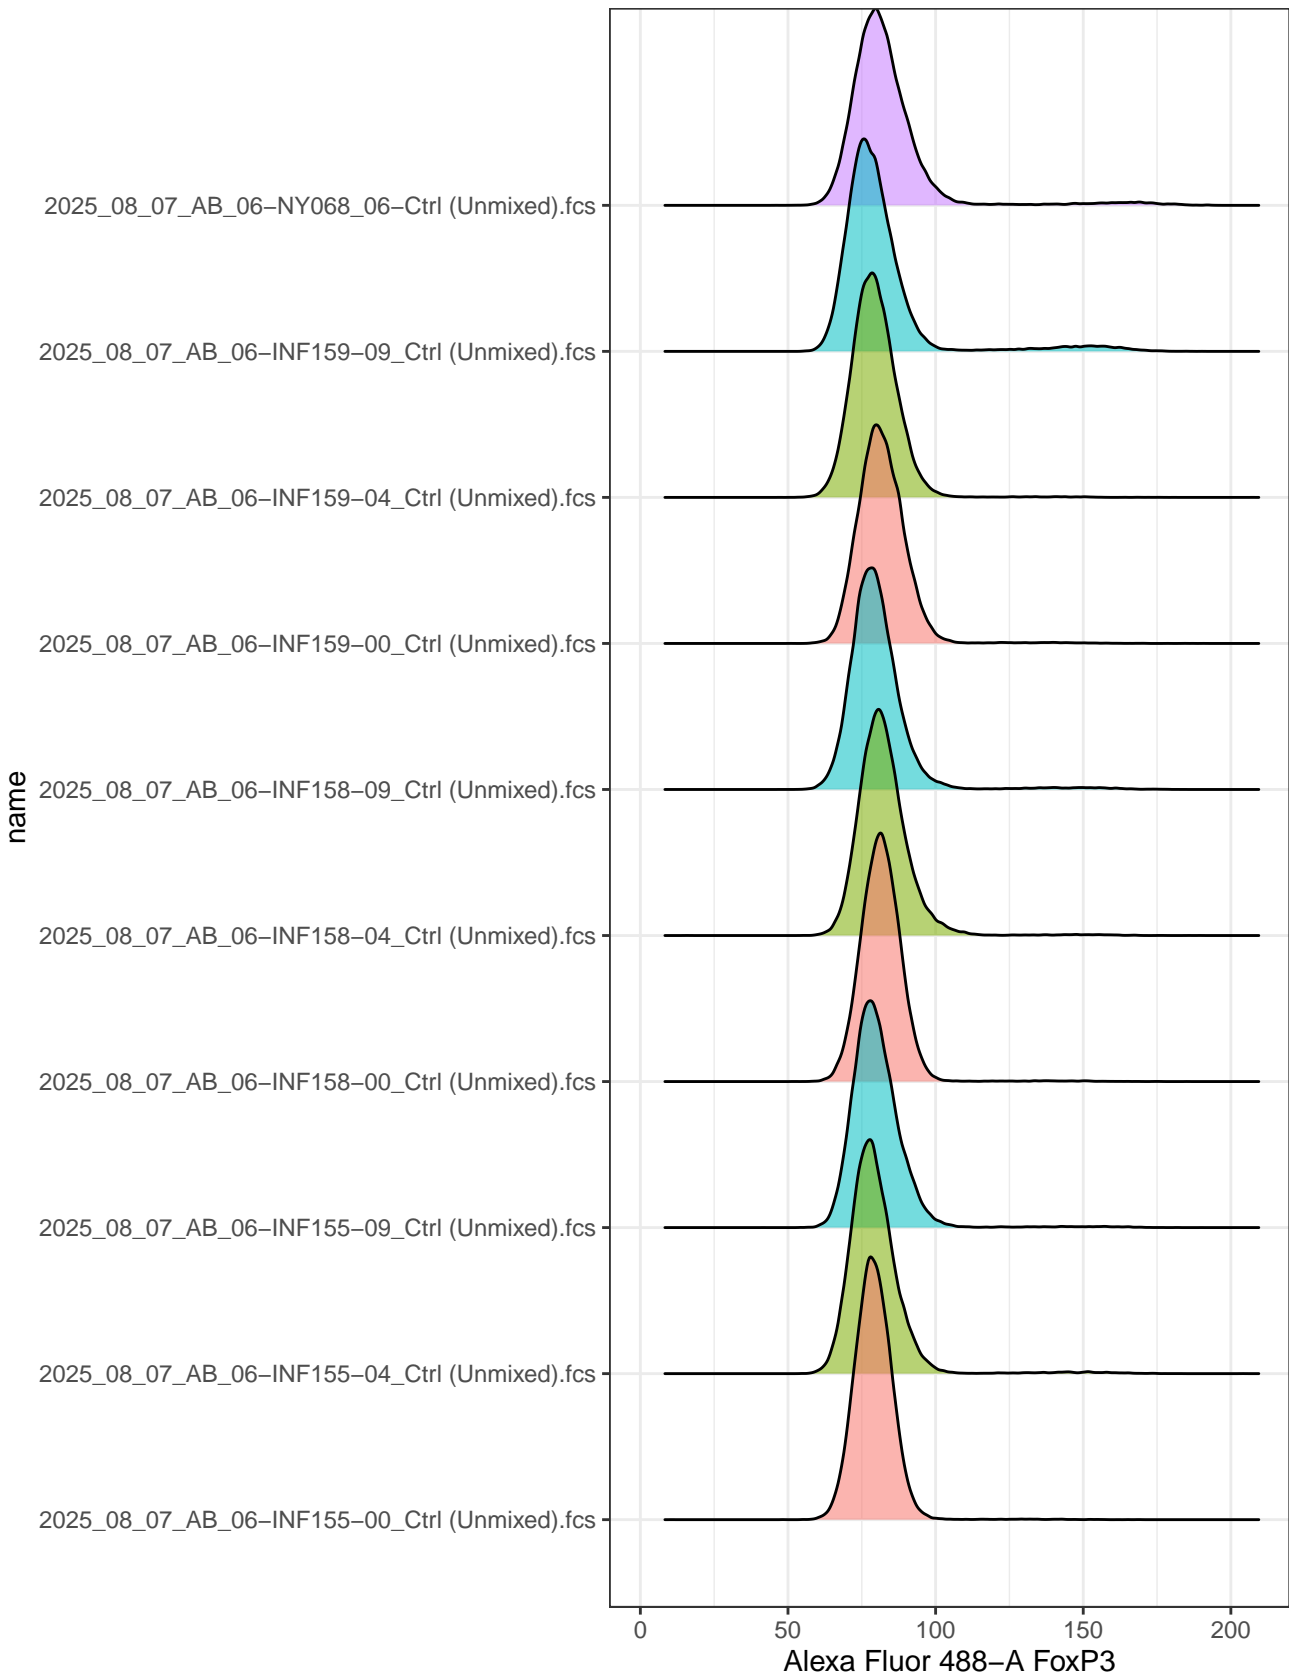 2025_08_07_AB_06−NY068_06−Ctrl (Unmixed).fcs
2025_08_07_AB_06−INF159−09_Ctrl (Unmixed).fcs
2025_08_07_AB_06−INF159−04_Ctrl (Unmixed).fcs
2025_08_07_AB_06−INF159−00_Ctrl (Unmixed).fcs
2025_08_07_AB_06−INF158−09_Ctrl (Unmixed).fcs
2025_08_07_AB_06−INF158−04_Ctrl (Unmixed).fcs
2025_08_07_AB_06−INF158−00_Ctrl (Unmixed).fcs
2025_08_07_AB_06−INF155−09_Ctrl (Unmixed).fcs
2025_08_07_AB_06−INF155−04_Ctrl (Unmixed).fcs
2025_08_07_AB_06−INF155−00_Ctrl (Unmixed).fcs
name
0 50 100 150 200
Alexa Fluor 488−A FoxP3